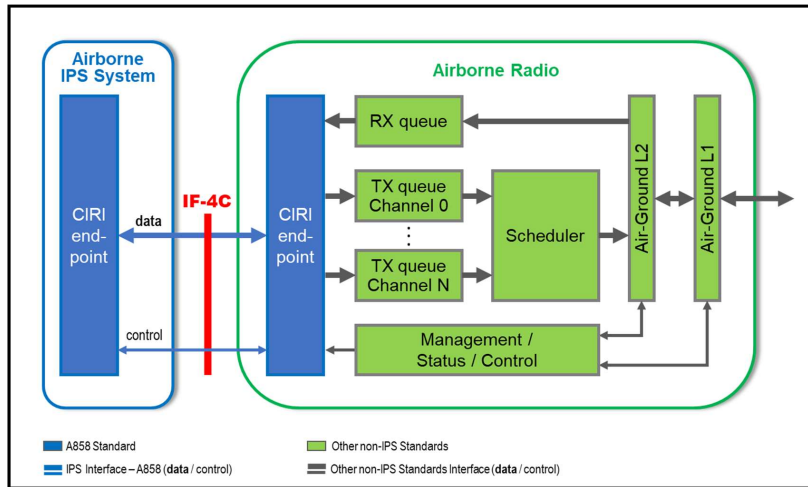 Airborne
IPS System
Airborne Radio
CIRI
end-
point
data
control
IF-4C
CIRI
end-
point
RX queue
TX queue
Channel 0
⋮
TX queue
Channel N
Scheduler
Management /
Status / Control
Air-Ground L2
Air-Ground L1
A858 Standard
IPS Interface – A858 (data / control)
Other non-IPS Standards
Other non-IPS Standards Interface (data / control)